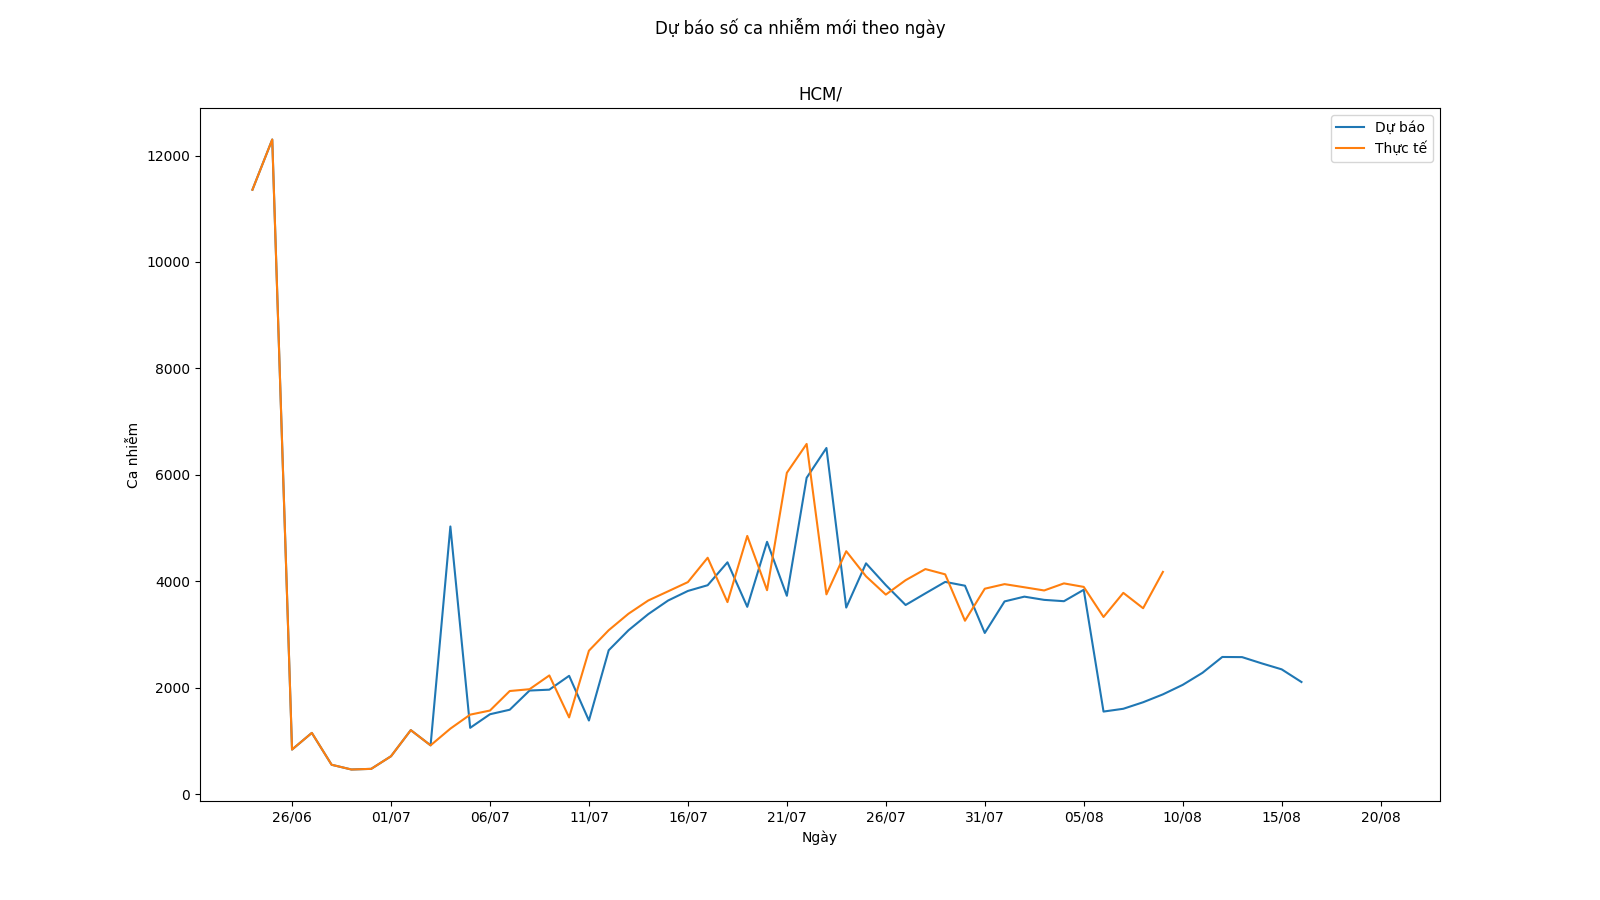 Dự báo số ca nhiễm mới theo ngày
HCM/
Dự báo
Thực tế
12000
10000
8000
6000
4000
2000
0
Ca nhiễm
26/06 01/07 06/07 11/07 16/07 21/07 26/07 31/07 05/08 10/08 15/08 20/08
Ngày